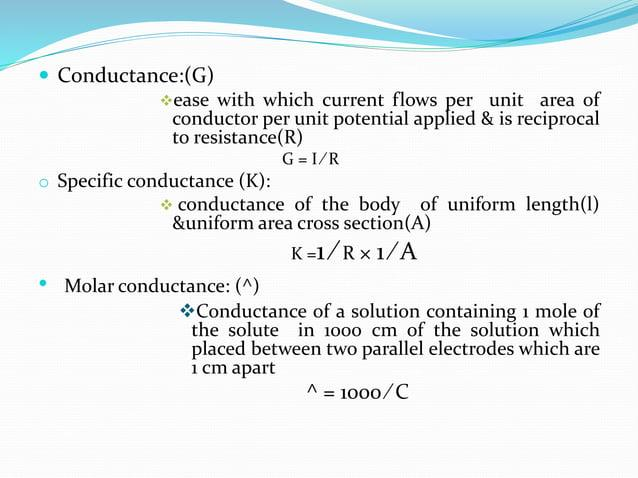 Conductance:(G)
ease with which current flows per unit area of
conductor per unit potential applied & is reciprocal
to resistance(R)
G = I ∕ R
Specific conductance (K):
conductance of the body of uniform length(l)
&uniform area cross section(A)
K =1 ∕ R × 1 ∕ A
Molar conductance: (^)
Conductance of a solution containing 1 mole of
the solute in 1000 cm of the solution which
placed between two parallel electrodes which are
1 cm apart
^ = 1000 ∕ C